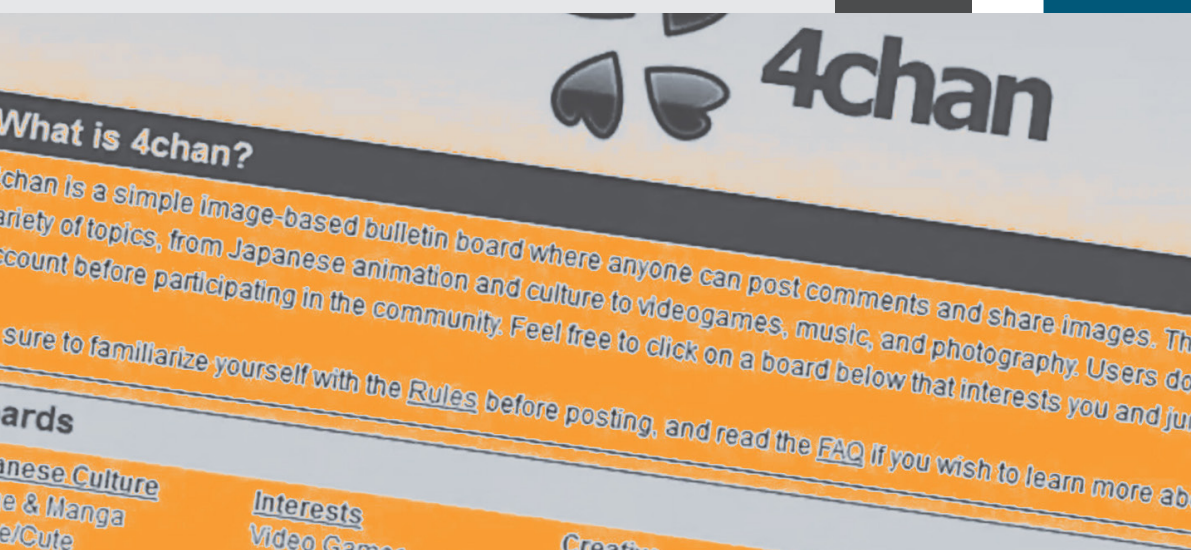 4chan
What is 4chan?
chan is a simple image-based bulletin board where anyone can post comments and share images. Th
ariety of topics, from Japanese animation and culture to videogames, music, and photography. Users do
ccount before participating in the community. Feel free to click on a board below that interests you and ju
sure to familiarize yourself with the Rules before posting, and read the FAQ if you wish to learn more ab
ards
anese Culture
e & Manga
e/Cute
Interests
Video Games
Creativ